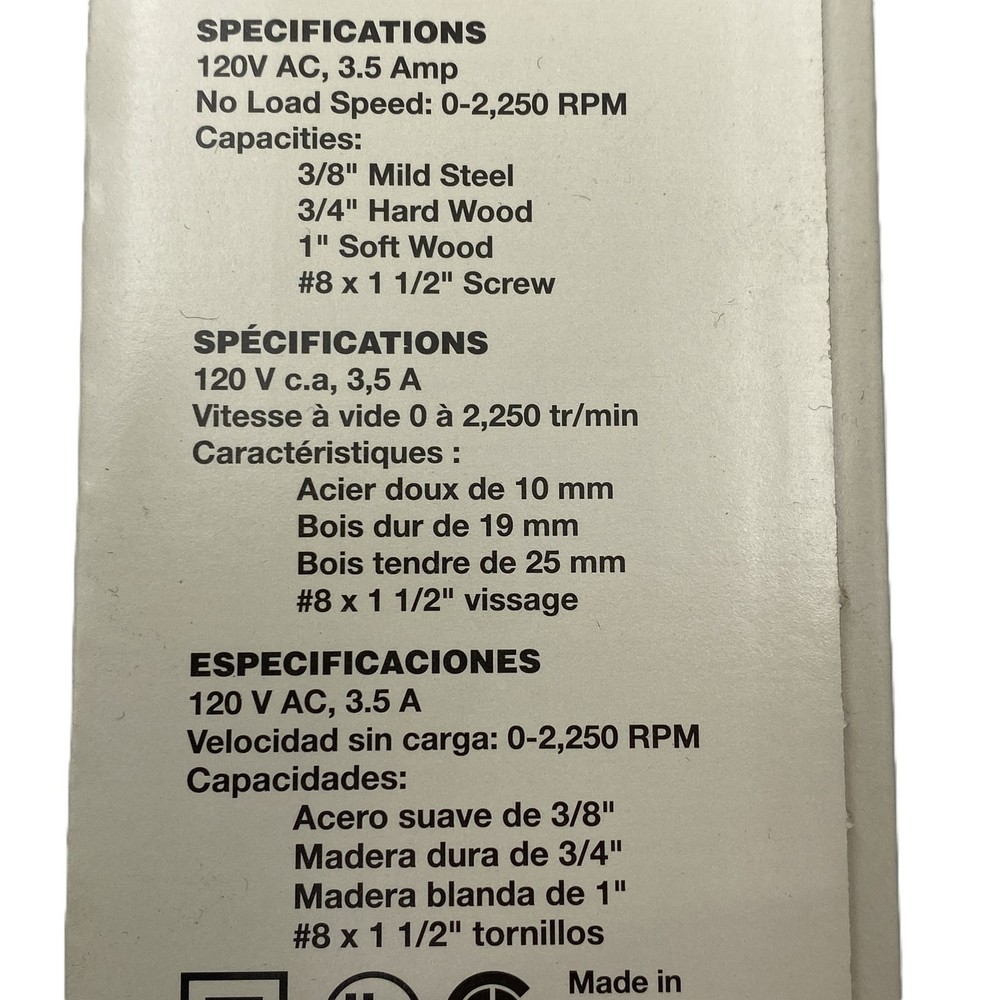 SPECIFICATIONS
120V AC, 3.5 Amp
No Load Speed: 0-2,250 RPM
Capacities:
3/8" Mild Steel
3/4" Hard Wood
1" Soft Wood
#8 x 1 1/2" Screw
SPÉCIFICATIONS
120 V c.a, 3,5 A
Vitesse à vide 0 à 2,250 tr/min
Caractéristiques :
Acier doux de 10 mm
Bois dur de 19 mm
Bois tendre de 25 mm
#8 x 1 1/2" vissage
ESPECIFICACIONES
120 V AC, 3.5 A
Velocidad sin carga: 0-2,250 RPM
Capacidades:
Acero suave de 3/8"
Madera dura de 3/4"
Madera blanda de 1"
#8 x 1 1/2" tornillos
Made in